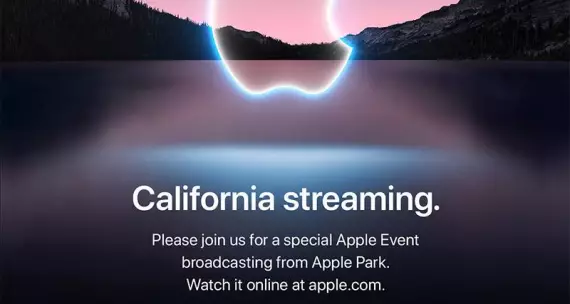 California streaming.
Please join us for a special Apple Event
broadcasting from Apple Park.
Watch it online at apple.com.